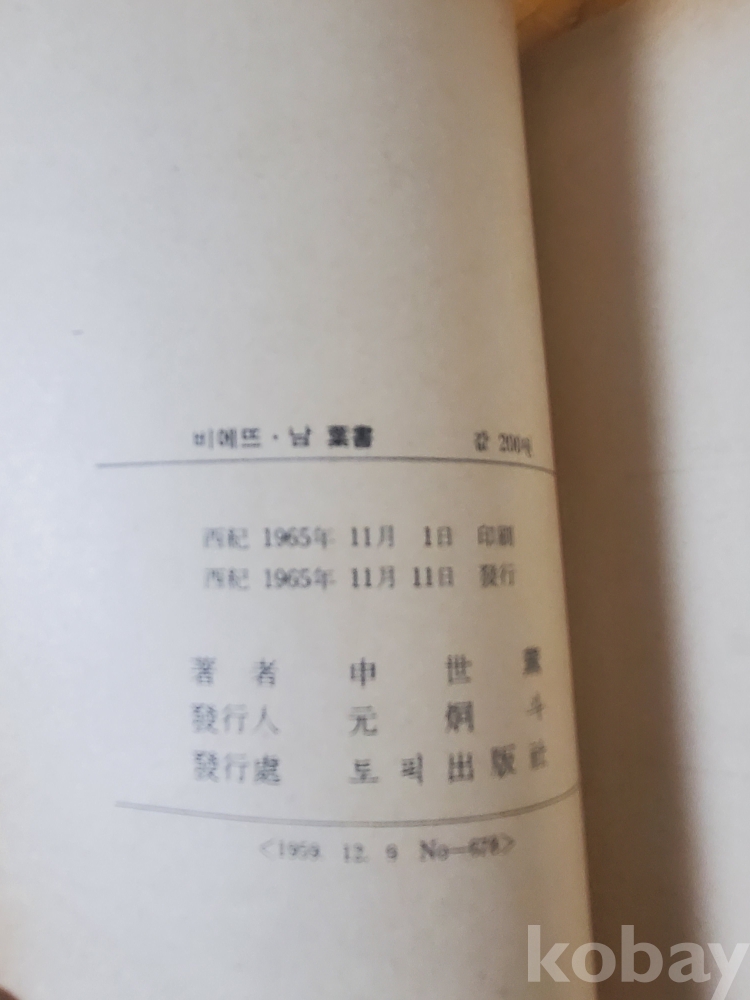 비에뜨·남 葉書 값 200원
西紀 1965年 11月 1日 印刷
西紀 1965年 11月 11日 發行
著者 申世薰
發行人 元炯斗
發行處 토픽出版社
<1959. 12. 9 No—678>
kobay